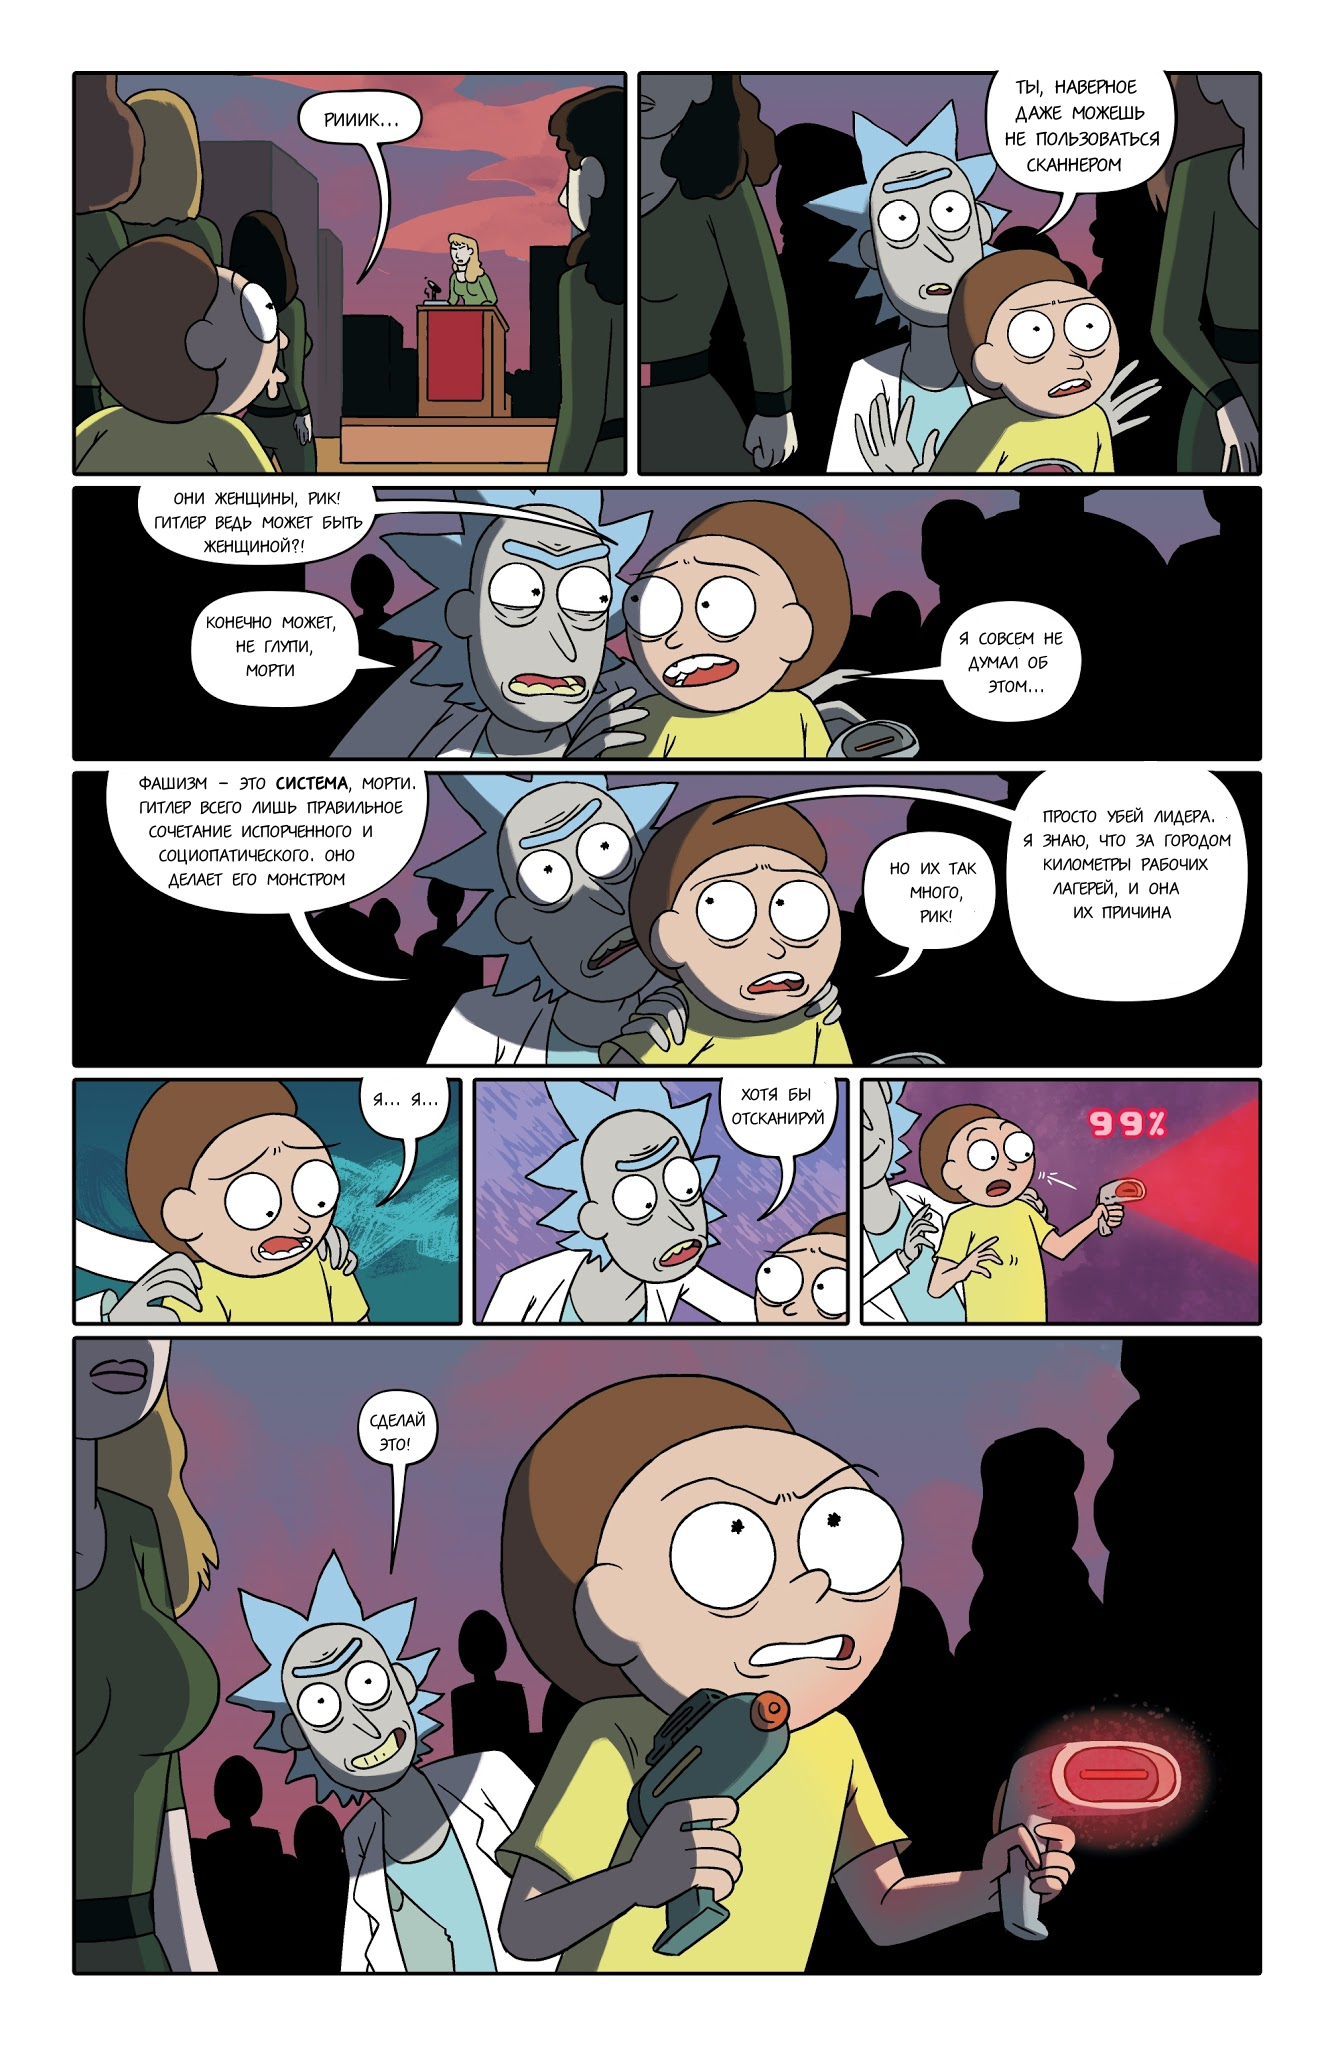 РИИИК...
ТЫ, НАВЕРНОЕ
ДАЖЕ МОЖЕШЬ
НЕ ПОЛЬЗОВАТЬСЯ
СКАННЕРОМ
ОНИ ЖЕНЩИНЫ, РИК!
ГИТЛЕР ВЕДЬ МОЖЕТ БЫТЬ
ЖЕНЩИНОЙ?!
КОНЕЧНО МОЖЕТ,
НЕ ГЛУПИ,
МОРТИ
Я СОВСЕМ НЕ
ДУМАЛ ОБ
ЭТОМ...
ФАШИЗМ – ЭТО СИСТЕМА, МОРТИ.
ГИТЛЕР ВСЕГО ЛИШЬ ПРАВИЛЬНОЕ
СОЧЕТАНИЕ ИСПОРЧЕННОГО И
СОЦИОПАТИЧЕСКОГО. ОНО
ДЕЛАЕТ ЕГО МОНСТРОМ
НО ИХ ТАК
МНОГО,
РИК!
ПРОСТО УБЕЙ ЛИДЕРА.
Я ЗНАЮ, ЧТО ЗА ГОРОДОМ
КИЛОМЕТРЫ РАБОЧИХ
ЛАГЕРЕЙ, И ОНА
ИХ ПРИЧИНА
Я... Я...
ХОТЯ БЫ
ОТСКАНИРУЙ
99%
СДЕЛАЙ
ЭТО!